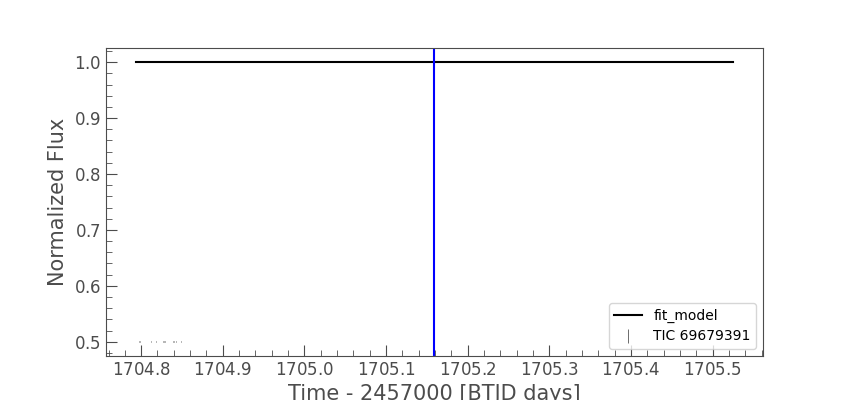 Normalized Flux
1.0
0.9
0.8
0.7
0.6
0.5
fit_model
TIC 69679391
1704.8 1704.9 1705.0 1705.1 1705.2 1705.3 1705.4 1705.5
Time - 2457000 [BTJD days]